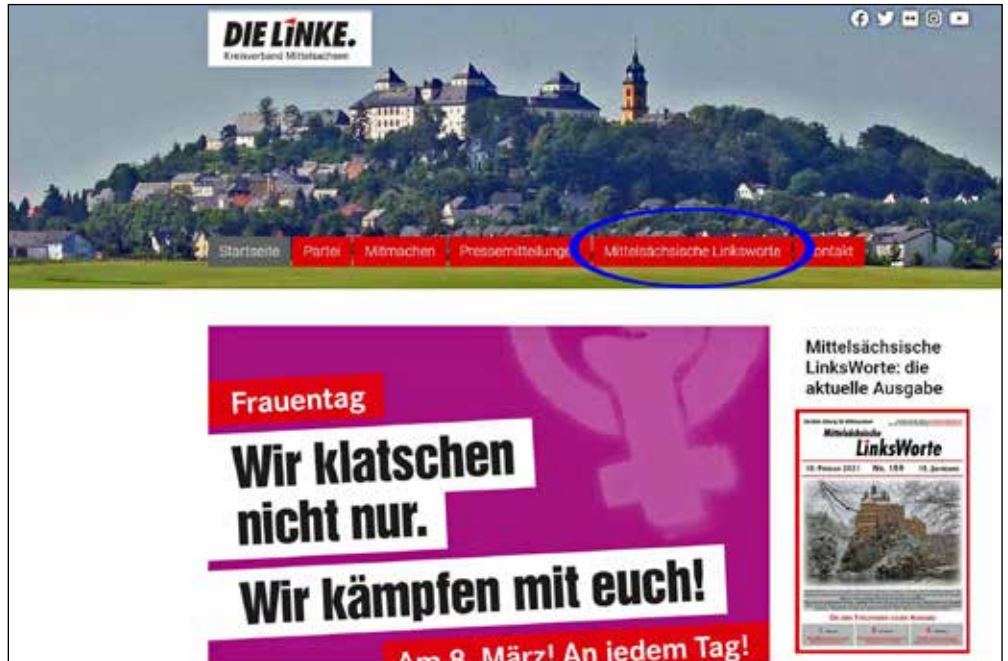 DIE LINKE.
Kreisverband Mittelsachsen
Startseite Partei Mitmachen Pressemitteilunge Mittelsächsische Linksworte ontakt
Frauentag
Wir klatschen
nicht nur.
Wir kämpfen mit euch!
Am 8. März! An jedem Tag!
Mittelsächsische
LinksWorte: die
aktuelle Ausgabe
Mittelsächsische
LinksWorte